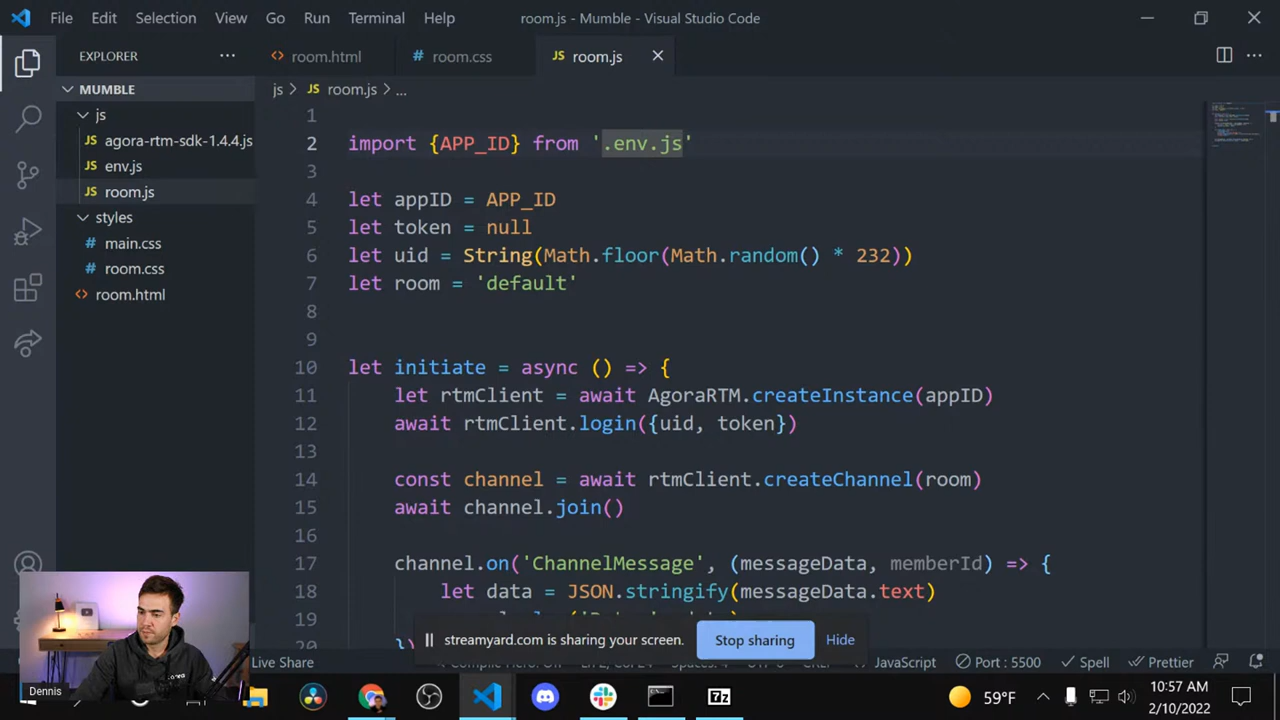 File Edit Selection View Go Run Terminal Help room.js - Mumble - Visual Studio Code
EXPLORER ··· room.html # room.css JS room.js
MUMBLE js > JS room.js > ...
js
JS agora-rtm-sdk-1.4.4.js
JS env.js
JS room.js
styles
# main.css
# room.css
room.html
1
2 import {APP_ID} from '.env.js'
3
4 let appID = APP_ID
5 let token = null
6 let uid = String(Math.floor(Math.random() * 232))
7 let room = 'default'
8
9
10 let initiate = async () => {
11 let rtmClient = await AgoraRTM.createInstance(appID)
12 await rtmClient.login({uid, token})
13
14 const channel = await rtmClient.createChannel(room)
15 await channel.join()
16
17 channel.on('ChannelMessage', (messageData, memberId) => {
18 let data = JSON.stringify(messageData.text)
19
20 })
streamyard.com is sharing your screen. Stop sharing Hide
Live Share JavaScript Port : 5500 Spell Prettier
Dennis
7z
59°F
10:57 AM
2/10/2022